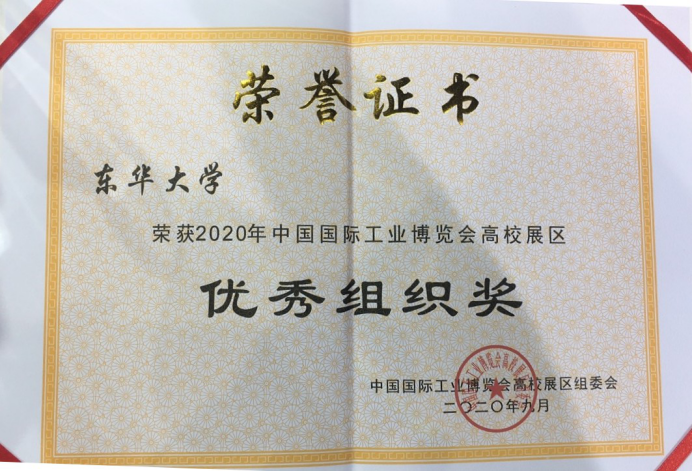 荣誉证书
东华大学
荣获2020年中国国际工业博览会高校展区
优秀组织奖
中国国际工业博览会高校展区组委会
二〇二〇年九月